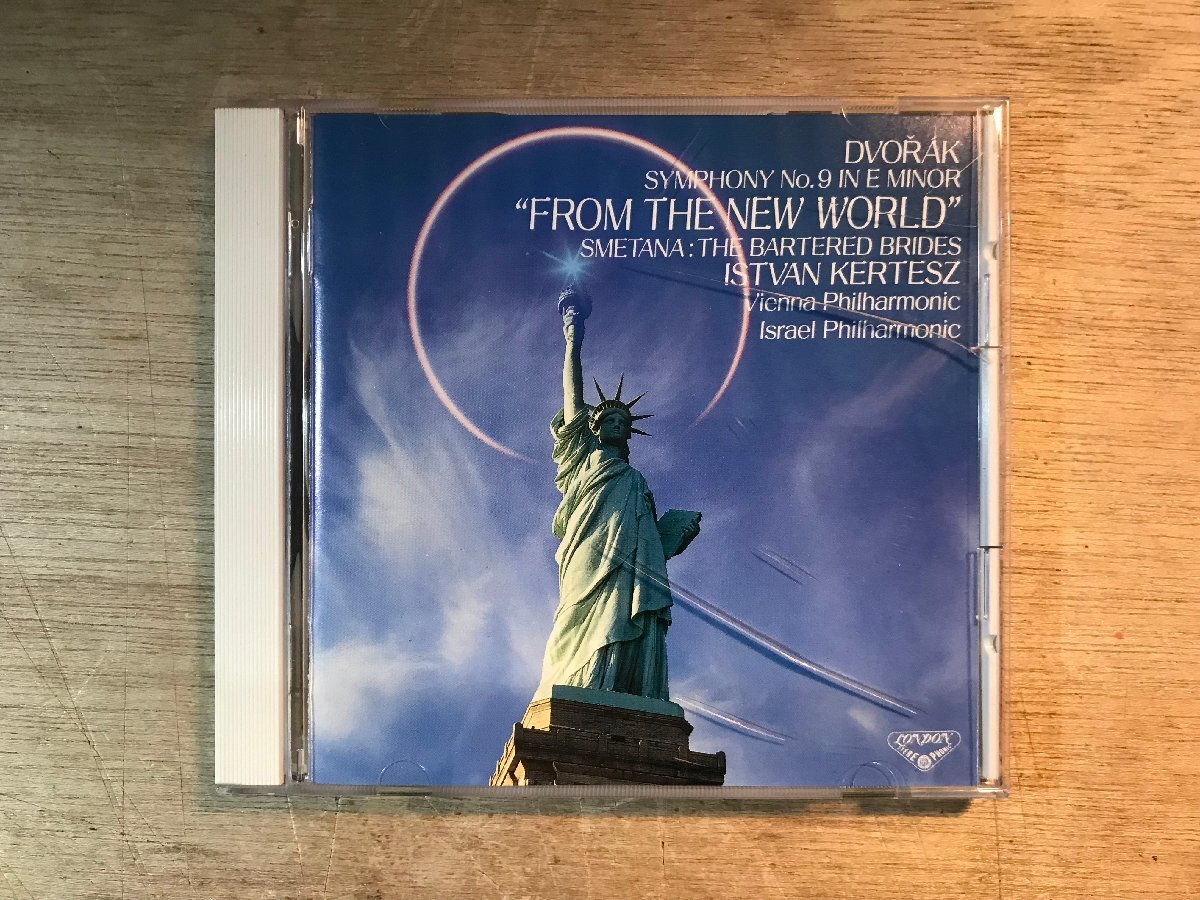 DVOŘÁK
SYMPHONY No. 9 IN E MINOR
"FROM THE NEW WORLD"
SMETANA: THE BARTERED BRIDES
ISTVAN KERTESZ
Vienna Philharmonic
Israel Philharmonic
LONDON
STEREOPHONIC